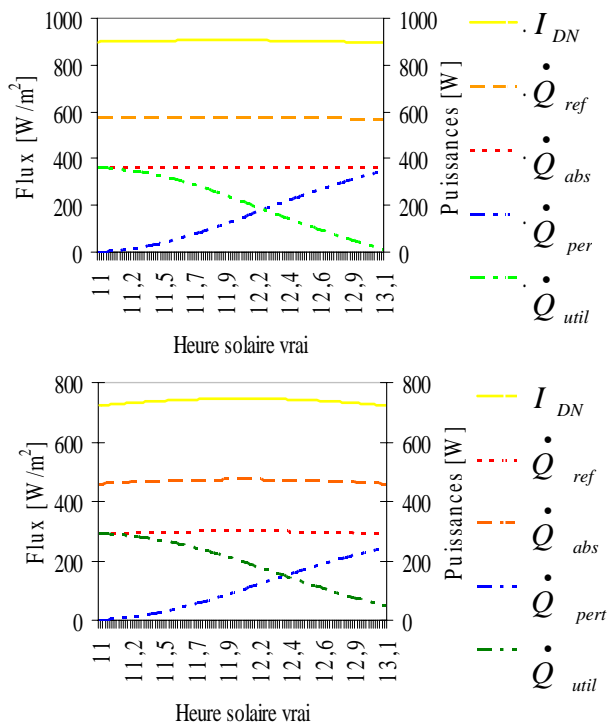 1000
800
600
400
200
0
Flux [W/m²]
1000
800
600
400
200
0
Puissances [W]
11
11,2
11,5
11,7
11,9
12,2
12,4
12,6
12,9
13,1
Heure solaire vrai
I DN
Q̇ ref
Q̇ abs
Q̇ per
Q̇ util
800
600
400
200
0
Flux [W/m²]
800
600
400
200
0
Puissances [W]
11
11,2
11,5
11,7
11,9
12,2
12,4
12,6
12,9
13,1
Heure solaire vrai
I DN
Q̇ ref
Q̇ abs
Q̇ pert
Q̇ util